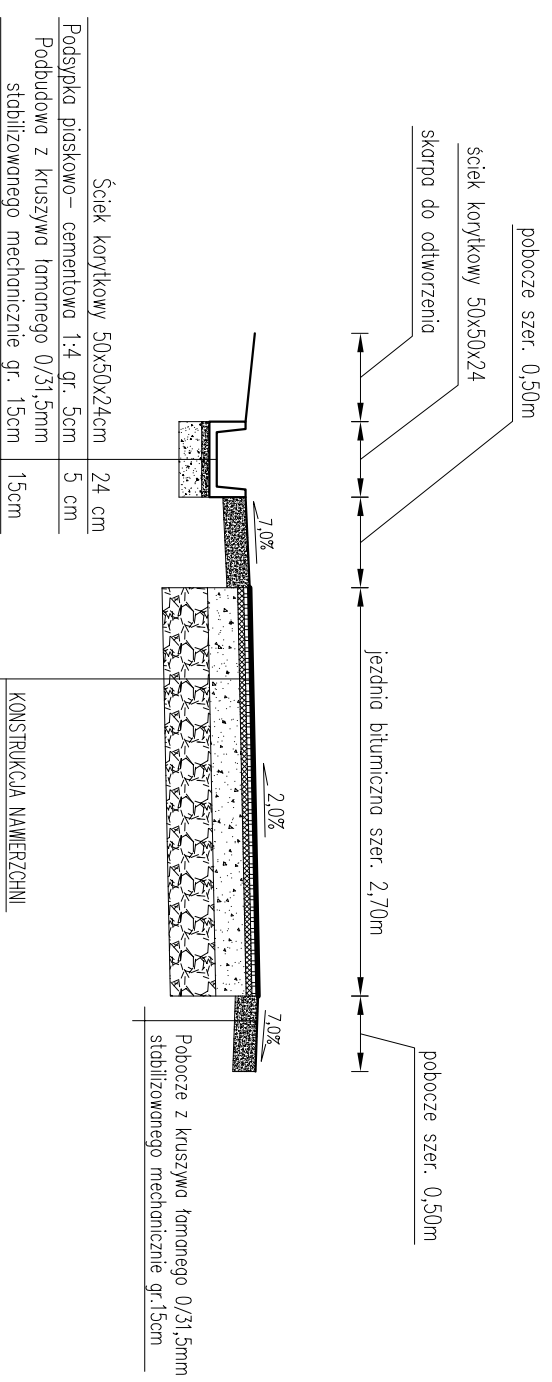 pobocze szer. 0,50m
ściek korytkowy 50x50x24
skarpa do odtworzenia
pobocze szer. 0,50m
jezdnia bitumiczna szer. 2,70m
7,0%
2,0%
7,0%
Pobocze z kruszywa łamanego 0/31,5mm
stabilizowanego mechanicznie gr.15cm
Ściek korytkowy 50x50x24cm 24 cm
Podsypka piaskowo- cementowa 1:4 gr. 5cm 5 cm
Podbudowa z kruszywa łamanego 0/31,5mm
stabilizowanego mechanicznie gr. 15cm 15cm
KONSTRUKCJA NAWIERZCHNI